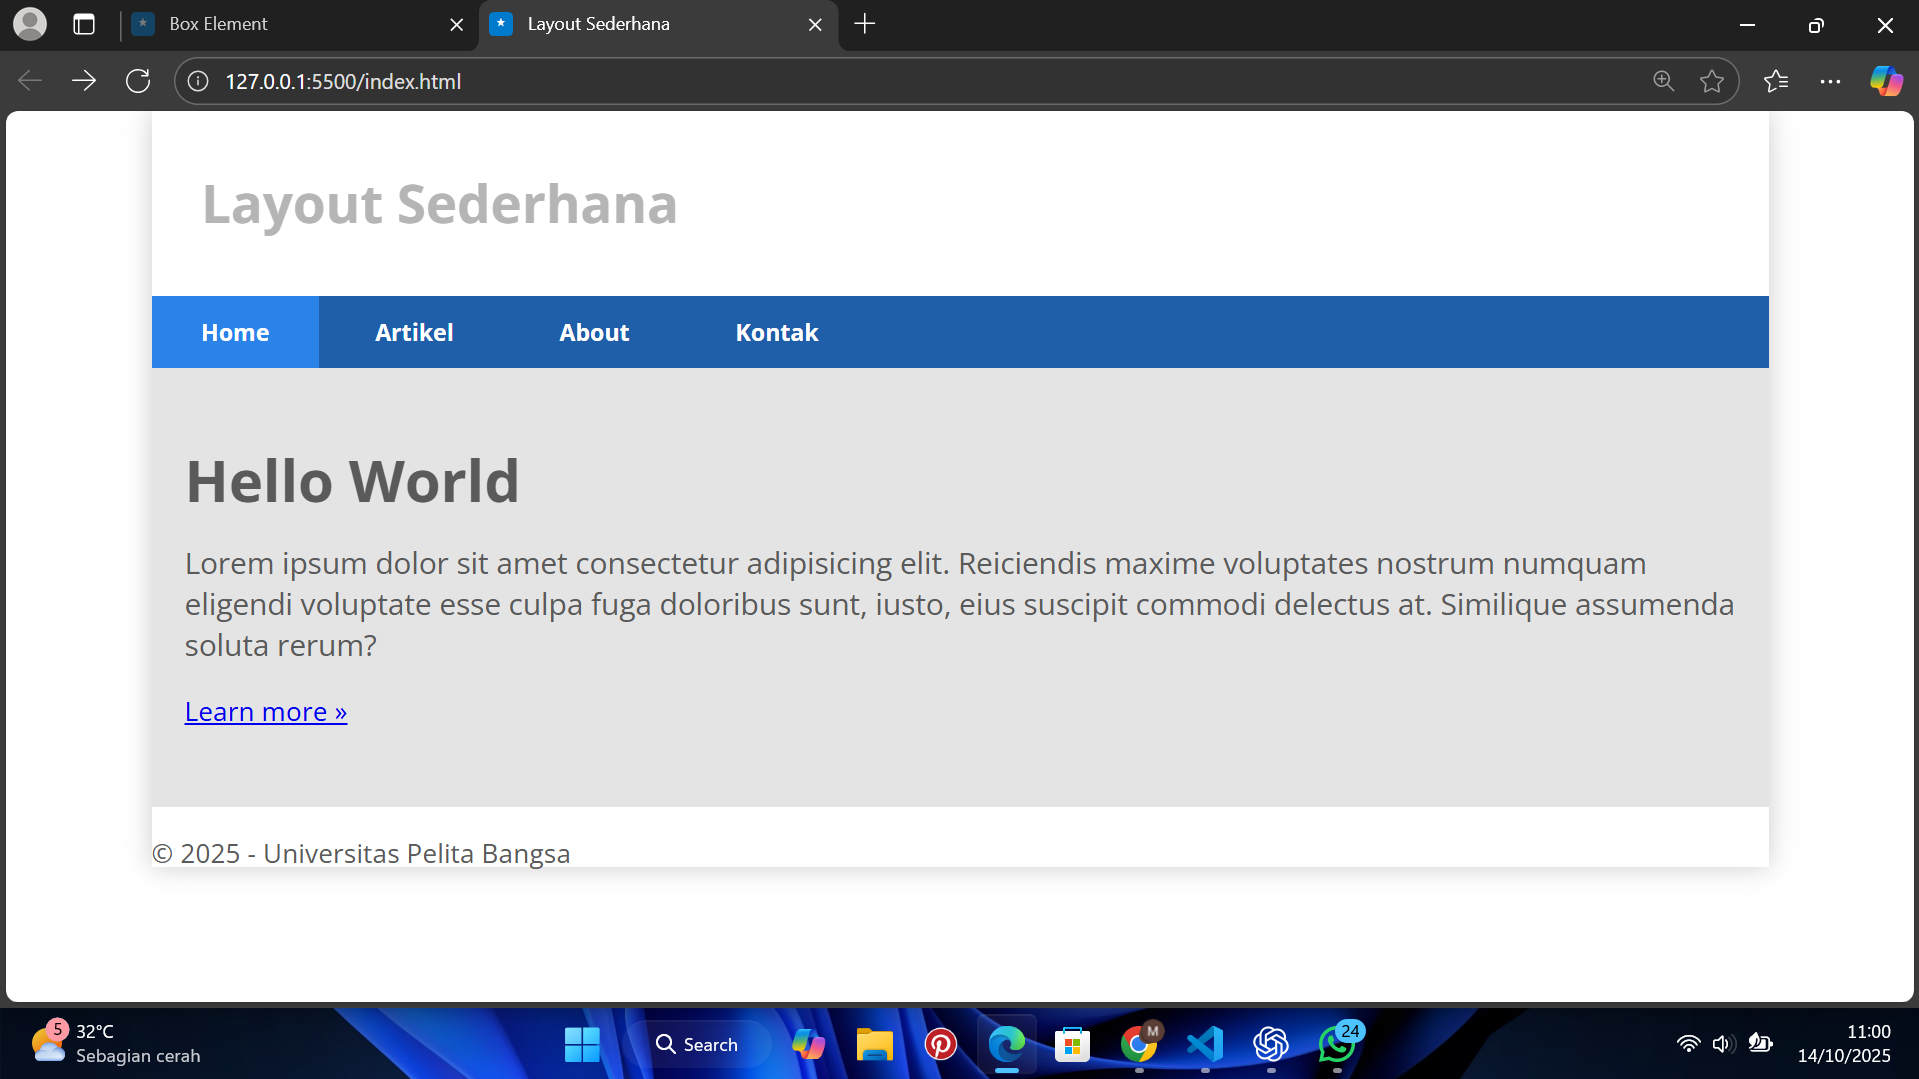 Box Element
Layout Sederhana
127.0.0.1:5500/index.html
Layout Sederhana
Home Artikel About Kontak
Hello World
Lorem ipsum dolor sit amet consectetur adipisicing elit. Reiciendis maxime voluptates nostrum numquam
eligendi voluptate esse culpa fuga doloribus sunt, iusto, eius suscipit commodi delectus at. Similique assumenda
soluta rerum?
Learn more »
© 2025 - Universitas Pelita Bangsa
5
32°C
Sebagian cerah
Search
M
24
11:00
14/10/2025